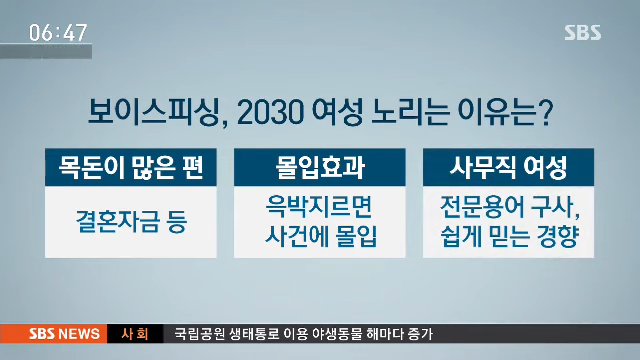 06:47
SBS
보이스피싱, 2030 여성 노리는 이유는?
목돈이 많은 편
결혼자금 등
몰입효과
윽박지르면
사건에 몰입
사무직 여성
전문용어 구사,
쉽게 믿는 경향
SBS NEWS 사회 국립공원 생태통로 이용 야생동물 해마다 증가